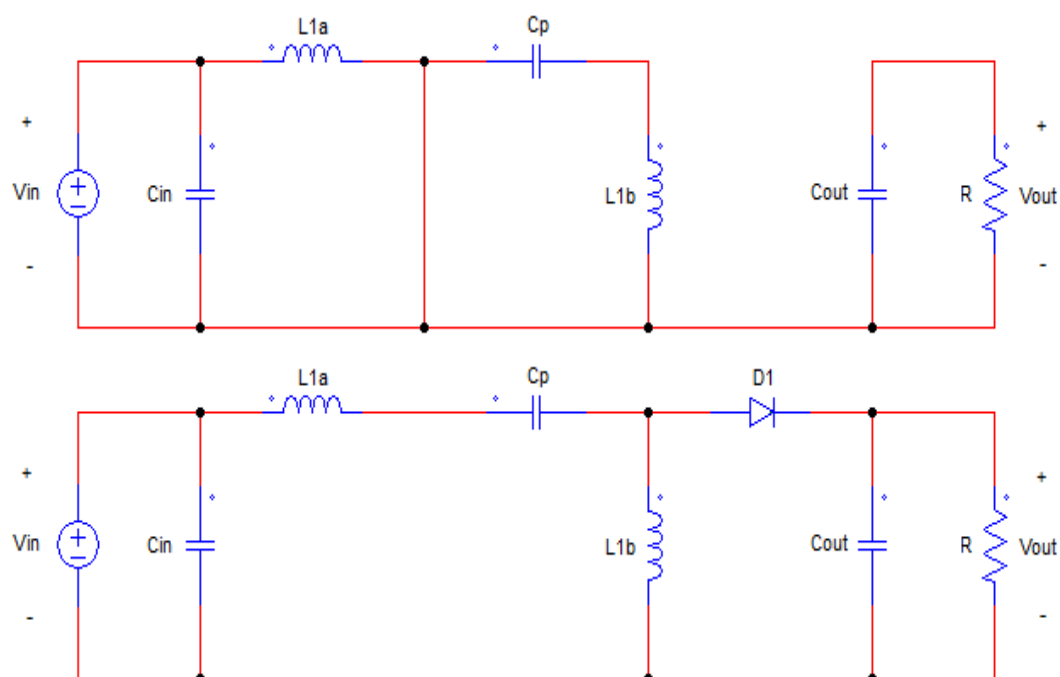 L1a Cp
+ +
Vin + - Cin L1b Cout R Vout
- -
L1a Cp D1
+ +
Vin + - Cin L1b Cout R Vout
- -